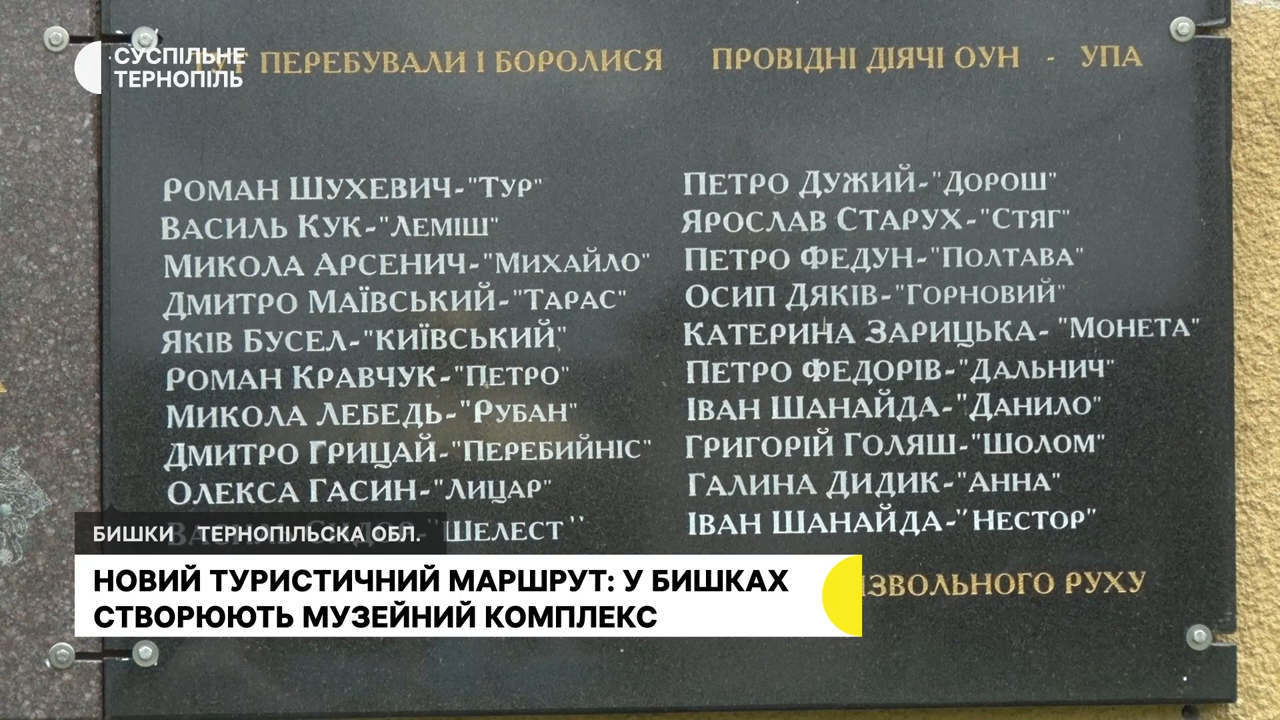 СУСПІЛЬНЕ
ТЕРНОПІЛЬ
ПЕРЕБУВАЛИ І БОРОЛИСЯ ПРОВІДНІ ДІЯЧІ ОУН - УПА
РОМАН ШУХЕВИЧ-"ТУР"
ВАСИЛЬ КУК-"ЛЕМІШ"
МИКОЛА АРСЕНИЧ-"МИХАЙЛО"
ДМИТРО МАЇВСЬКИЙ-"ТАРАС"
ЯКІВ БУСЕЛ-"КИЇВСЬКИЙ"
РОМАН КРАВЧУК-"ПЕТРО"
МИКОЛА ЛЕБЕДЬ-"РУБАН"
ДМИТРО ГРИЦАЙ-"ПЕРЕБИЙНІС"
ОЛЕКСА ГАСИН-"ЛИЦАР"
"ШЕЛЕСТ"
ПЕТРО ДУЖИЙ-"ДОРОШ"
ЯРОСЛАВ СТАРУХ-"СТЯГ"
ПЕТРО ФЕДУН-"ПОЛТАВА"
ОСИП ДЯКІВ-"ГОРНОВИЙ"
КАТЕРИНА ЗАРИЦЬКА-"МОНЕТА"
ПЕТРО ФЕДОРІВ-"ДАЛЬНИЧ"
ІВАН ШАНАЙДА-"ДАНИЛО"
ГРИГОРІЙ ГОЛЯШ-"ШОЛОМ"
ГАЛИНА ДИДИК-"АННА"
ІВАН ШАНАЙДА-"НЕСТОР"
РУХУ
БИШКИ ТЕРНОПІЛЬСКА ОБЛ.
НОВИЙ ТУРИСТИЧНИЙ МАРШРУТ: У БИШКАХ
СТВОРЮЮТЬ МУЗЕЙНИЙ КОМПЛЕКС